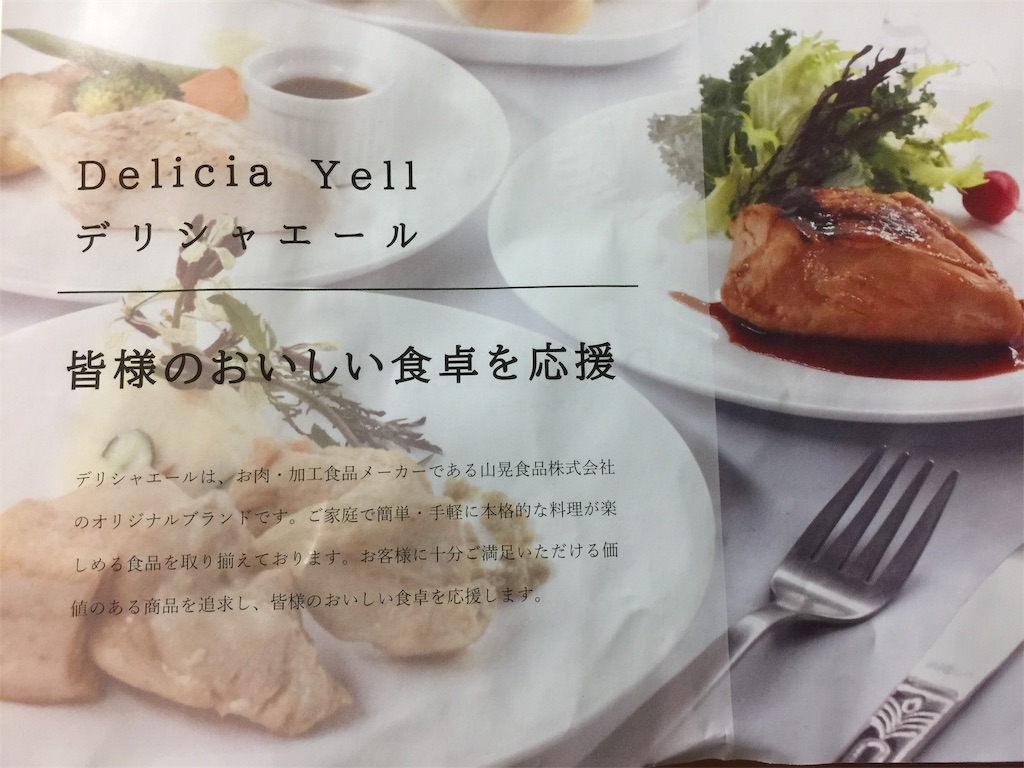 Delicia Yell
デリシャエール
皆様のおいしい食卓を応援
デリシャエールは、お肉・加工食品メーカーである山晃食品株式会社
のオリジナルブランドです。ご家庭で簡単・手軽に本格的な料理が楽
しめる食品を取り揃えております。お客様に十分ご満足いただける価
値のある商品を追求し、皆様のおいしい食卓を応援します。